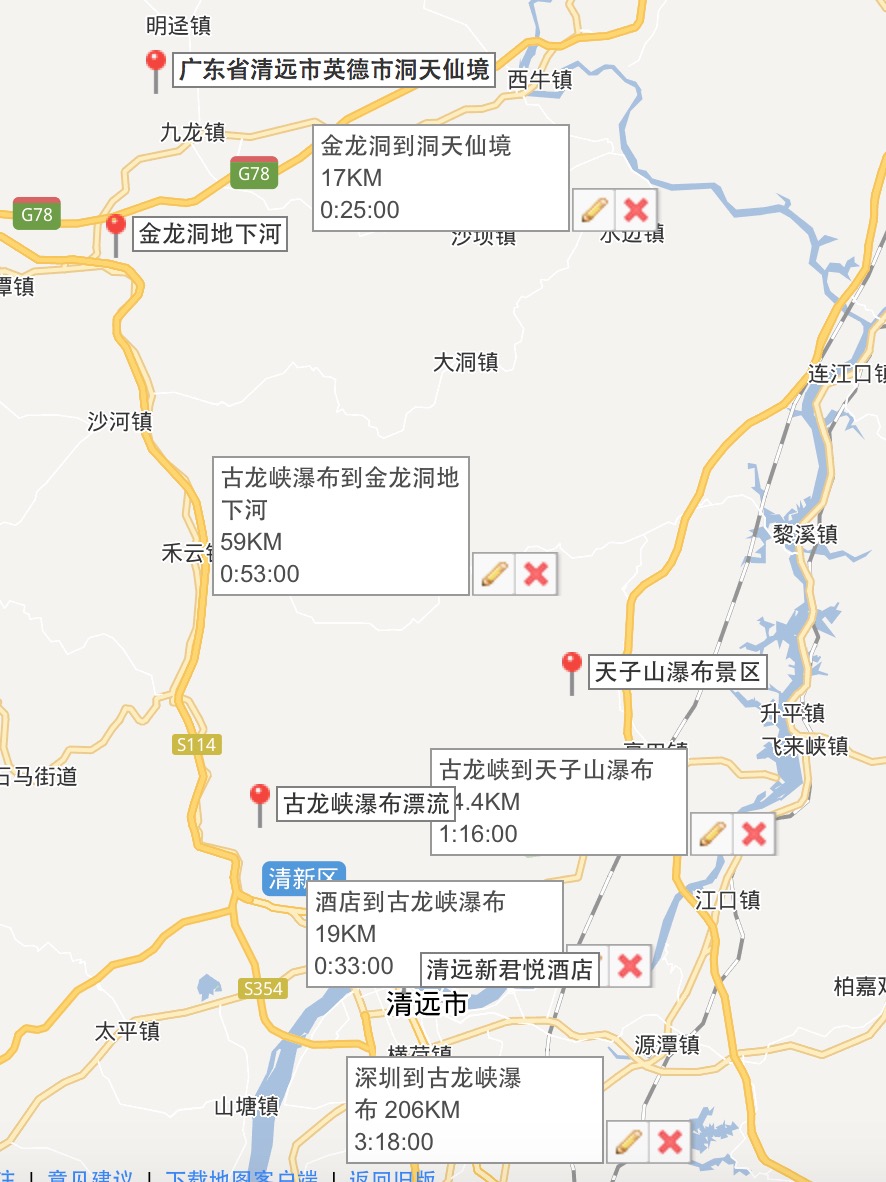 明迳镇
广东省清远市英德市洞天仙境
西牛镇
九龙镇
金龙洞到洞天仙境
17KM
0:25:00
G78
G78
金龙洞地下河
沙坝镇
水边镇
潭镇
大洞镇
连江口镇
沙河镇
古龙峡瀑布到金龙洞地
下河
59KM
0:53:00
禾云镇
黎溪镇
天子山瀑布景区
升平镇
飞来峡镇
S114
石马街道
古龙峡到天子山瀑布
4.4KM
1:16:00
古龙峡瀑布漂流
清新区
酒店到古龙峡瀑布
19KM
0:33:00
清远新君悦酒店
江口镇
S354
清远市
柏嘉
太平镇
横荷镇
源潭镇
深圳到古龙峡瀑
布 206KM
3:18:00
山塘镇
注 | 意见建议 | 下载地图客户端 | 返回旧版